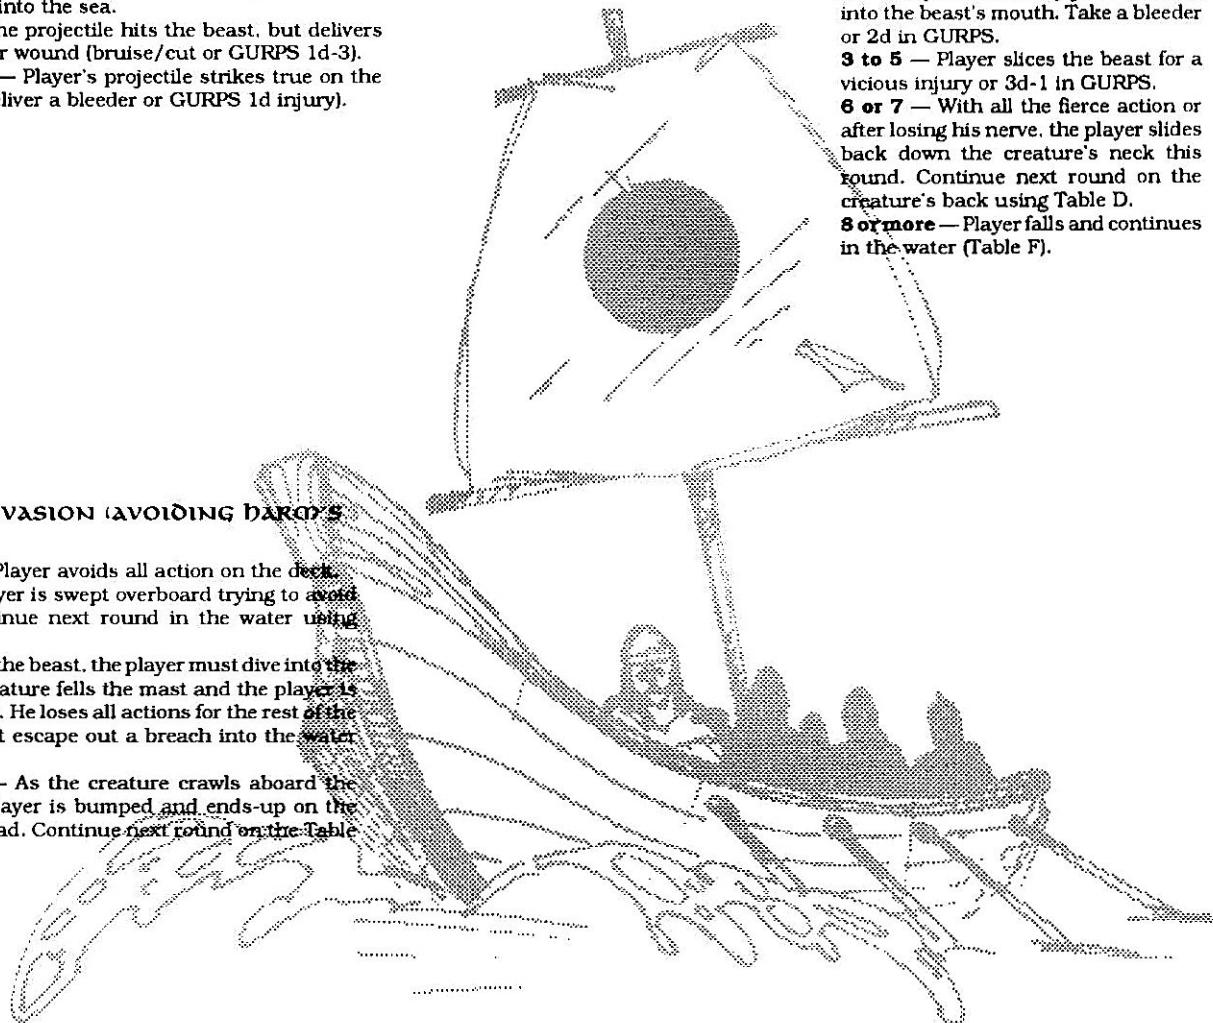 into the sea.
ne projectile hits the beast, but delivers
r wound (bruise/cut or GURPS 1d-3).
— Player's projectile strikes true on the
liver a bleeder or GURPS 1d injury).
VASION (AVOIDING HARM'S
Player avoids all action on the deck.
yer is swept overboard trying to avoid
inue next round in the water using
the beast, the player must dive into the
ature fells the mast and the player is
. He loses all actions for the rest of the
t escape out a breach into the water
– As the creature crawls aboard the
ayer is bumped and ends-up on the
ad. Continue next round on the Table
into the beast's mouth. Take a bleeder
or 2d in GURPS.
3 to 5 — Player slices the beast for a
vicious injury or 3d-1 in GURPS.
6 or 7 — With all the fierce action or
after losing his nerve, the player slides
back down the creature's neck this
round. Continue next round on the
creature's back using Table D.
8 or more — Player falls and continues
in the water (Table F).